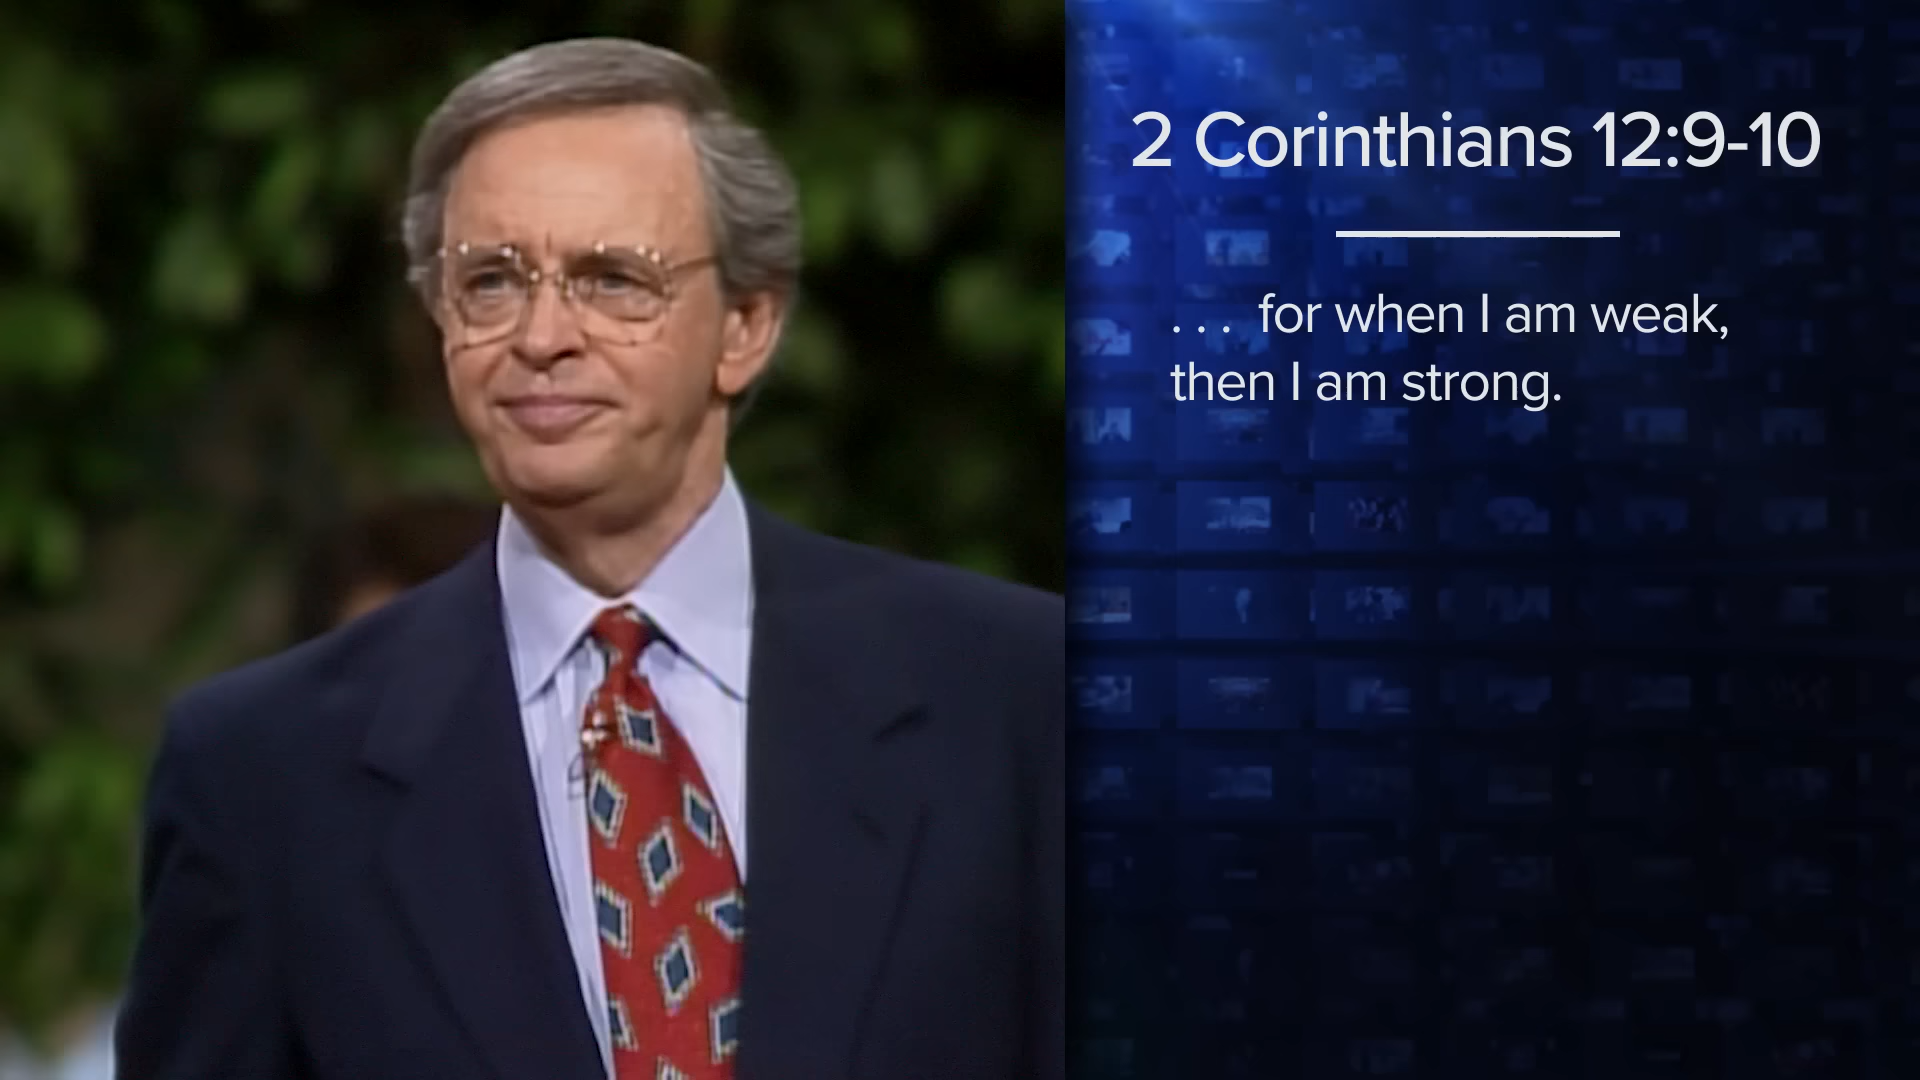 2 Corinthians 12:9-10
. . . for when I am weak,
then I am strong.